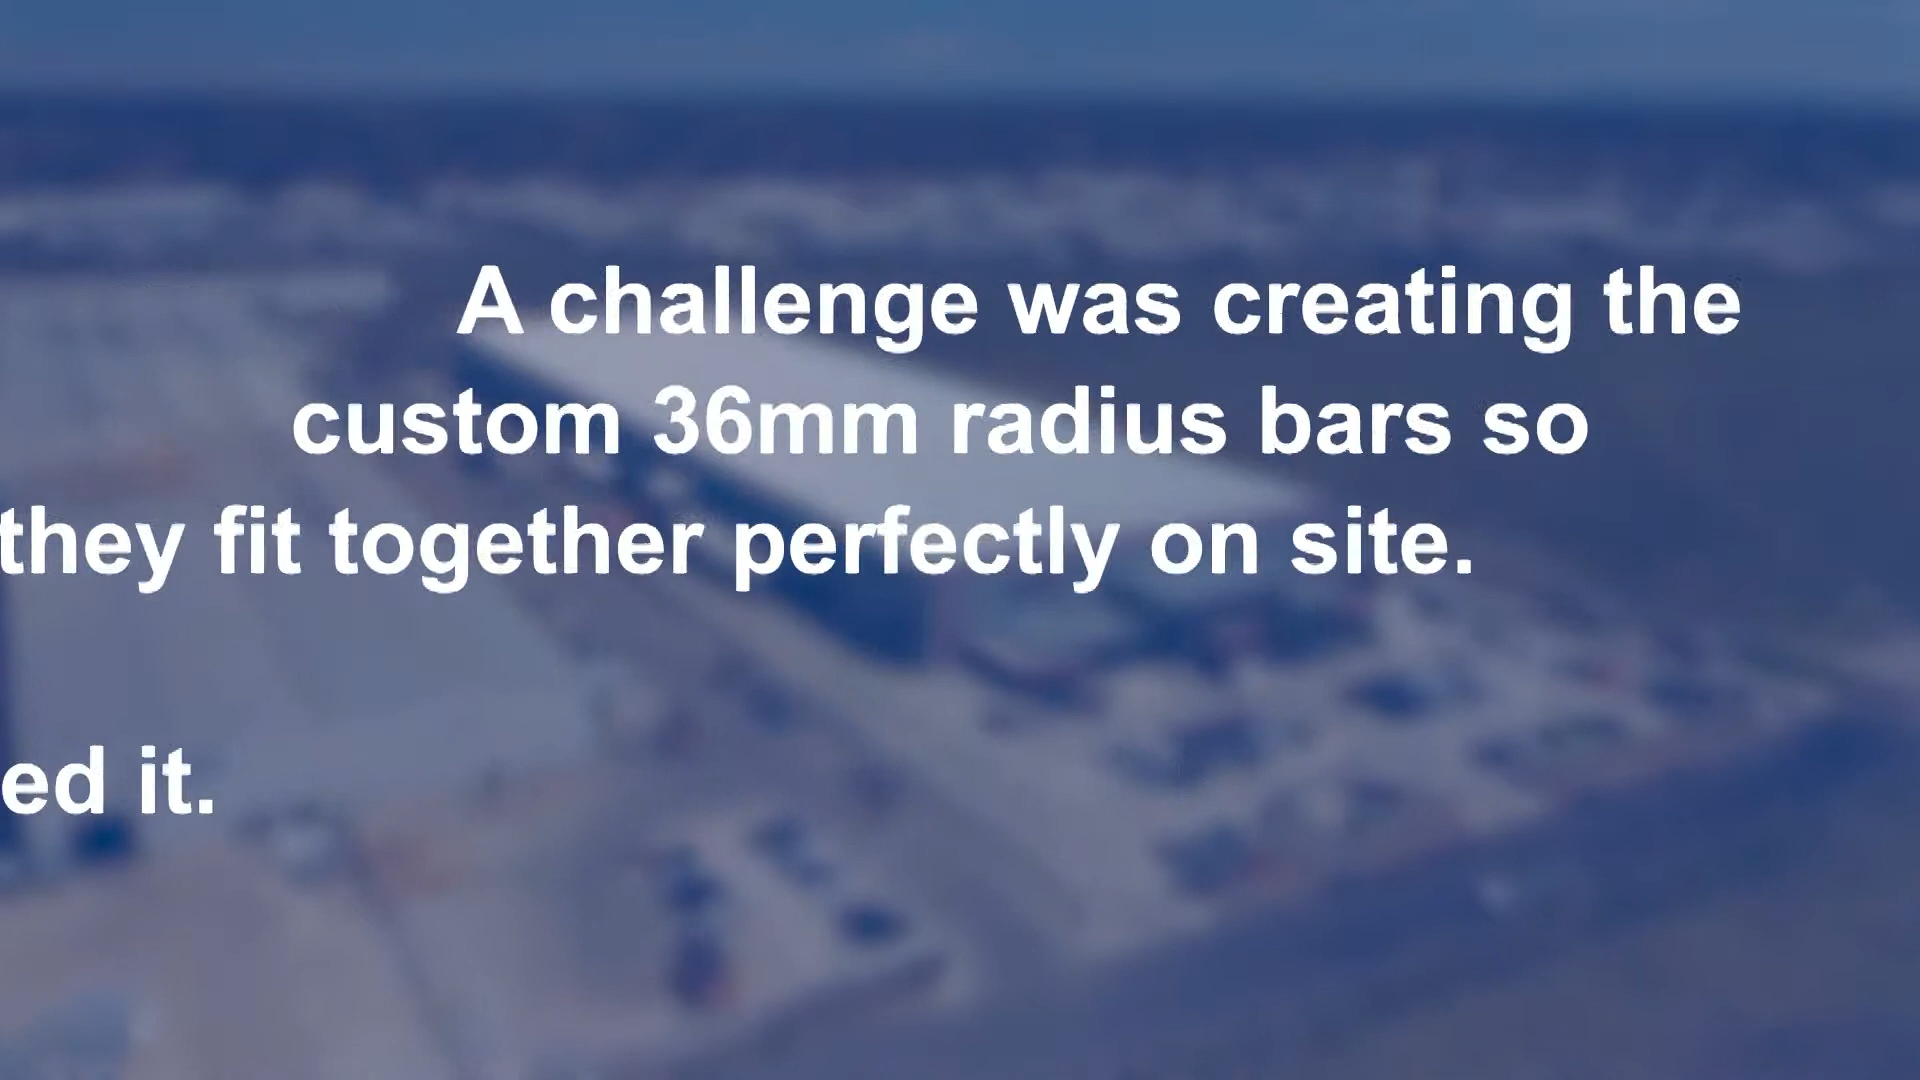 A challenge was creating the
custom 36mm radius bars so
they fit together perfectly on site.
ed it.